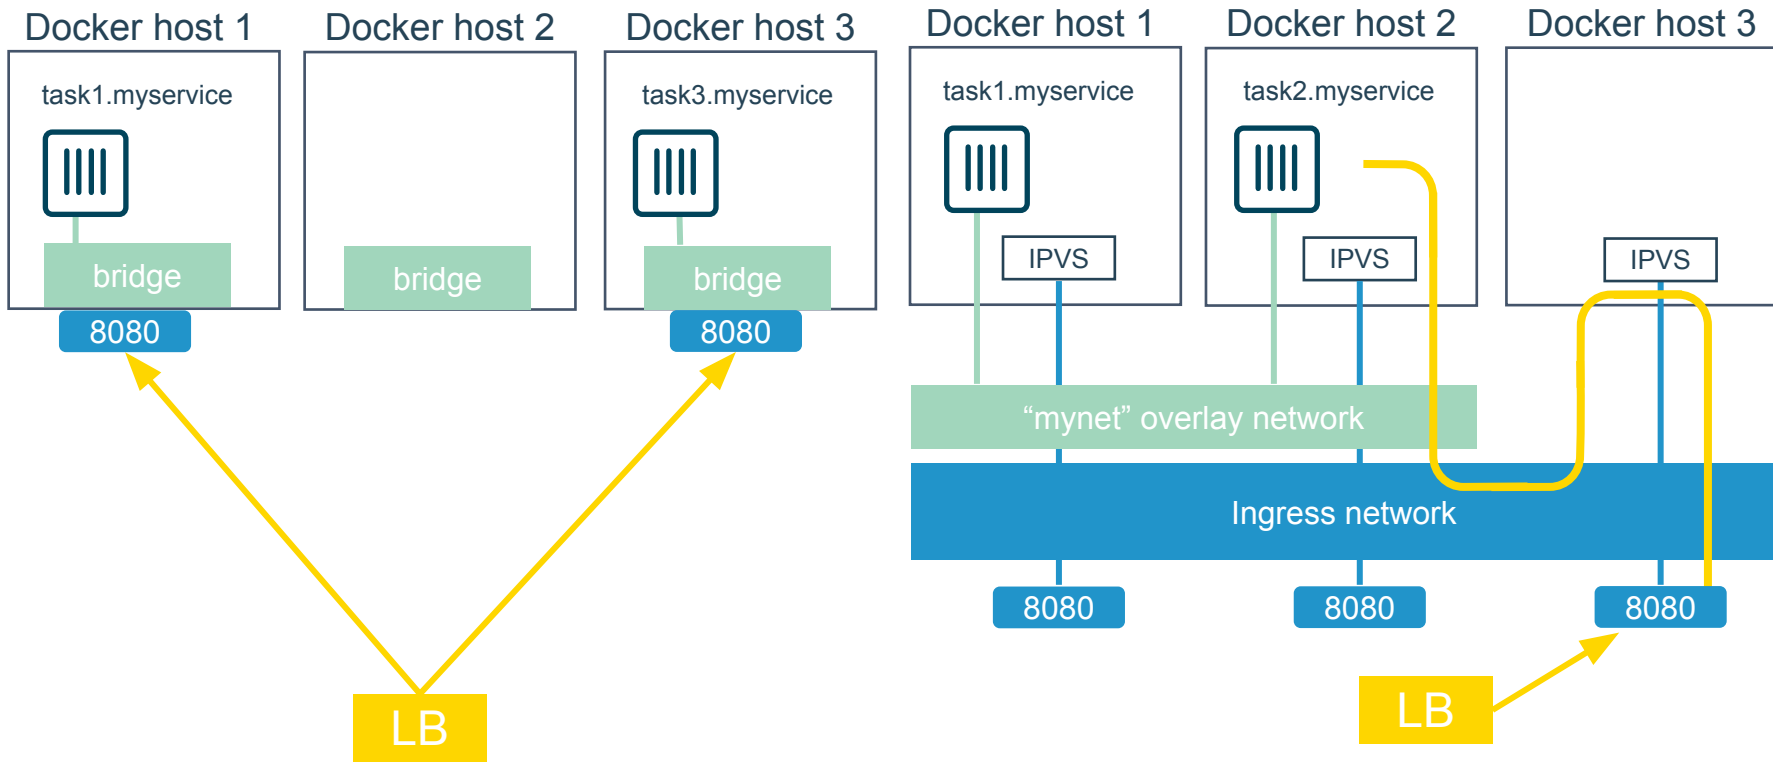 Docker host 1
Docker host 2
Docker host 3
task1.myservice
task3.myservice
bridge
bridge
bridge
8080
8080
LB
Docker host 1
Docker host 2
Docker host 3
task1.myservice
task2.myservice
IPVS
IPVS
IPVS
“mynet” overlay network
Ingress network
8080
8080
8080
LB